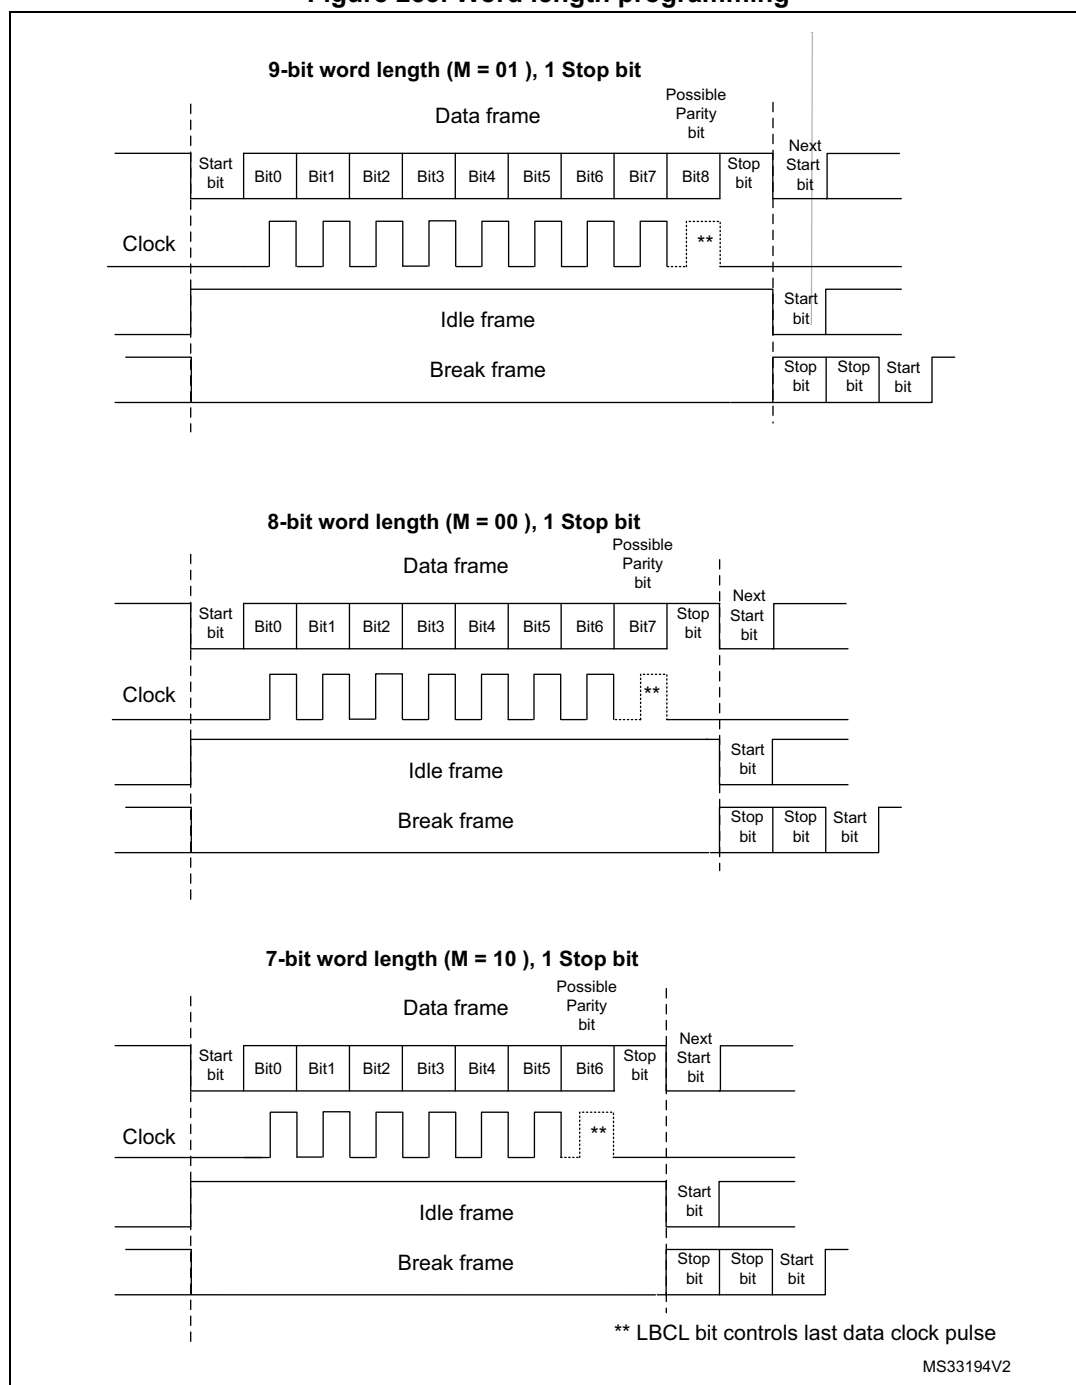 Figure 253. Word length programming
9-bit word length (M = 01 ), 1 Stop bit
Data frame
Possible
Parity
bit
Start
bit
Bit0
Bit1
Bit2
Bit3
Bit4
Bit5
Bit6
Bit7
Bit8
Stop
bit
Next
Start
bit
Clock
**
Idle frame
Start
bit
Break frame
Stop
bit
Stop
bit
Start
bit
8-bit word length (M = 00 ), 1 Stop bit
Data frame
Possible
Parity
bit
Start
bit
Bit0
Bit1
Bit2
Bit3
Bit4
Bit5
Bit6
Bit7
Stop
bit
Next
Start
bit
Clock
**
Idle frame
Start
bit
Break frame
Stop
bit
Stop
bit
Start
bit
7-bit word length (M = 10 ), 1 Stop bit
Data frame
Possible
Parity
bit
Start
bit
Bit0
Bit1
Bit2
Bit3
Bit4
Bit5
Bit6
Stop
bit
Next
Start
bit
Clock
**
Idle frame
Start
bit
Break frame
Stop
bit
Stop
bit
Start
bit
** LBCL bit controls last data clock pulse
MS33194V2